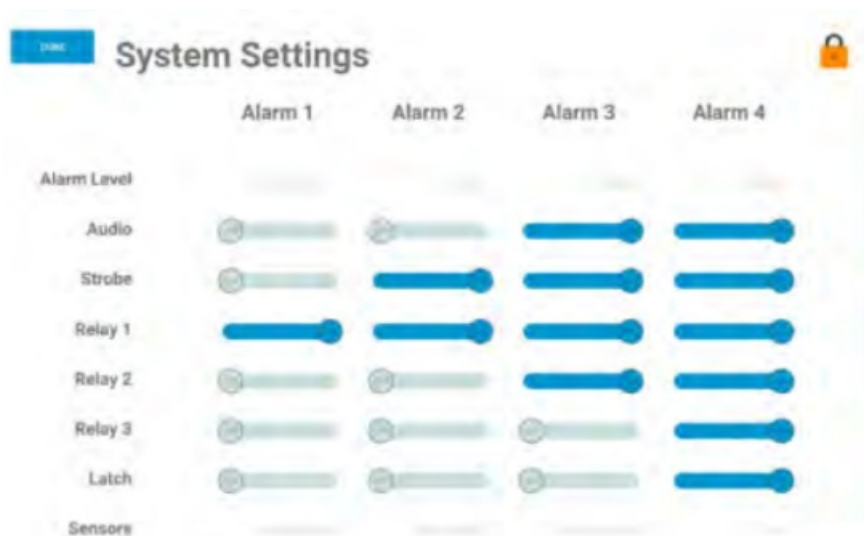 DONE
System Settings
Alarm 1 Alarm 2 Alarm 3 Alarm 4
Alarm Level
Audio
Strobe
Relay 1
Relay 2
Relay 3
Latch
Sensors